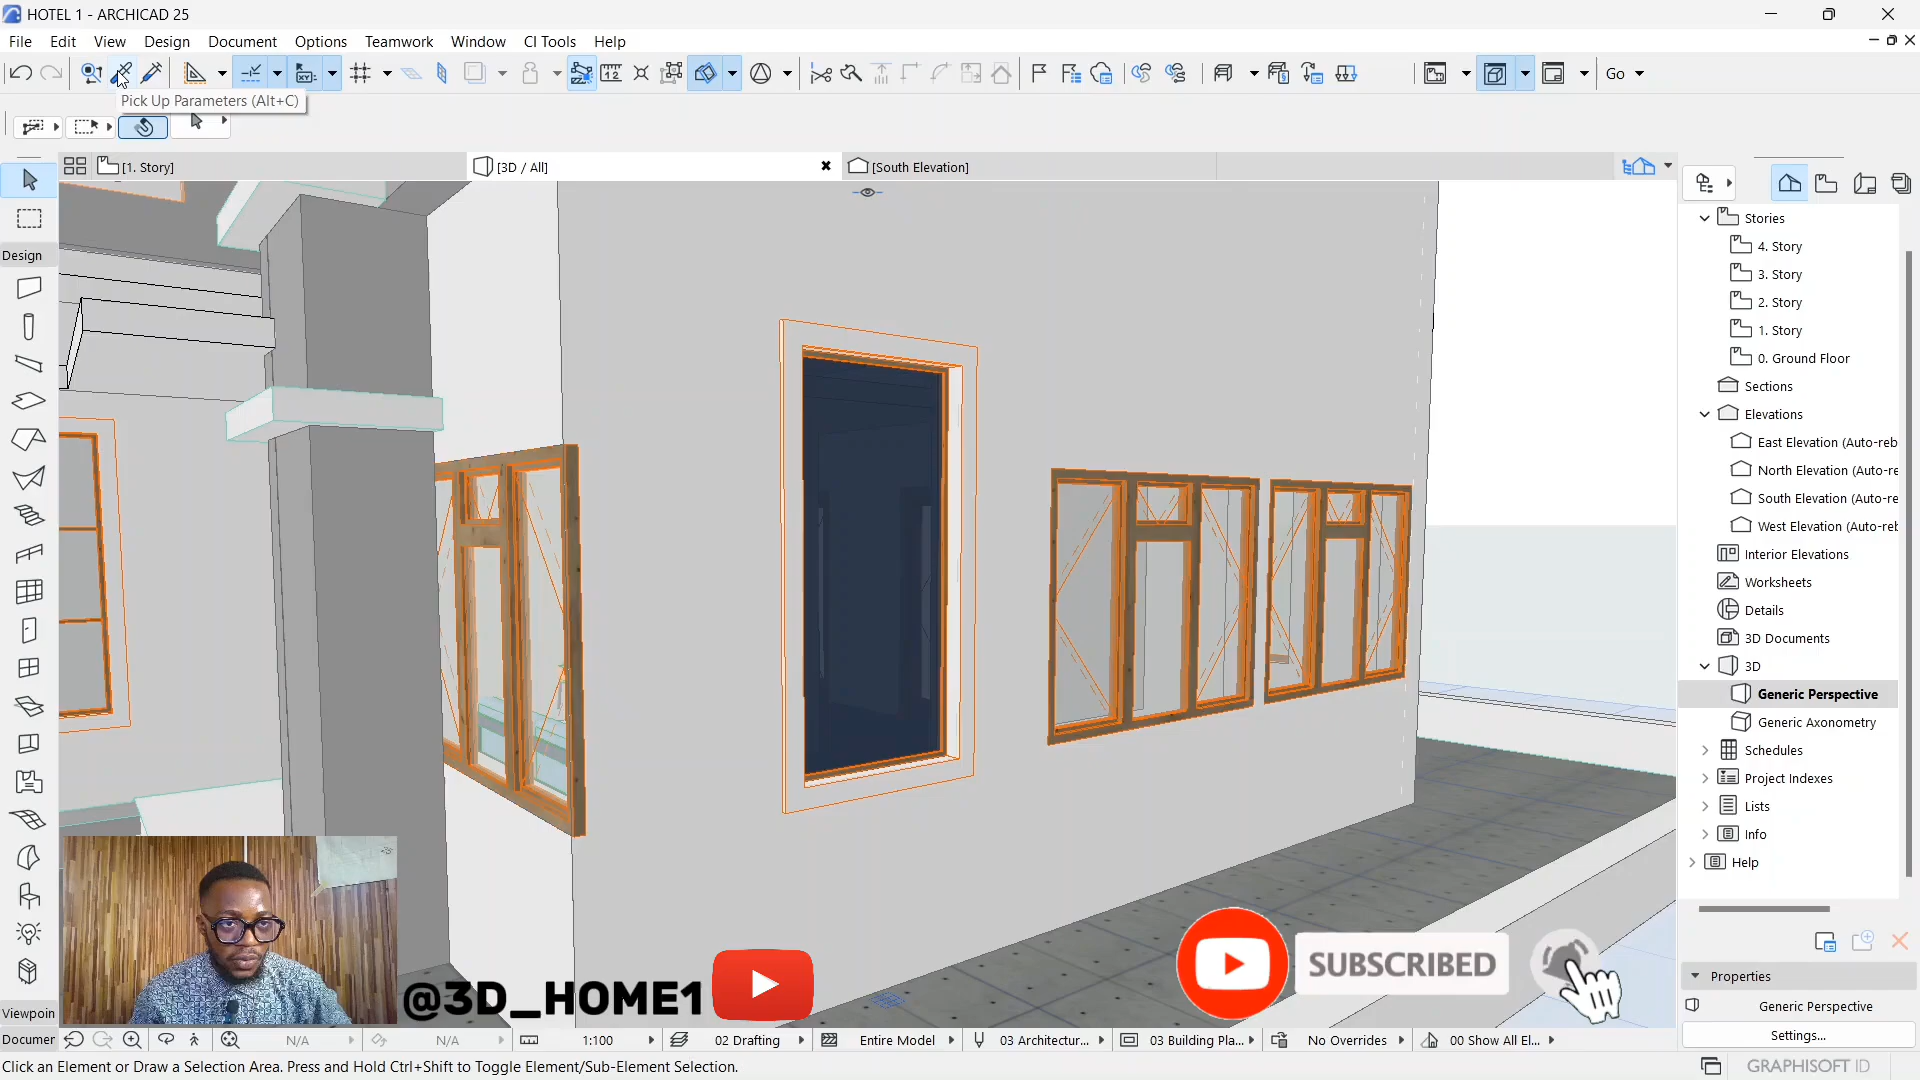 HOTEL 1 - ARCHICAD 25
File Edit View Design Document Options Teamwork Window CI Tools Help
Go
Pick Up Parameters (Alt+C)
[1. Story]
[3D / All]
[South Elevation]
Design
Stories
4. Story
3. Story
2. Story
1. Story
0. Ground Floor
Sections
Elevations
East Elevation (Auto-reb
North Elevation (Auto-re
South Elevation (Auto-re
West Elevation (Auto-reb
Interior Elevations
Worksheets
Details
3D Documents
3D
Generic Perspective
Generic Axonometry
Schedules
Project Indexes
Lists
Info
Help
Properties
Generic Perspective
Settings...
@3D_HOME1
SUBSCRIBED
Viewpoin
Documer
N/A N/A 1:100 02 Drafting Entire Model 03 Architectur... 03 Building Pla... No Overrides 00 Show All El...
Click an Element or Draw a Selection Area. Press and Hold Ctrl+Shift to Toggle Element/Sub-Element Selection.
GRAPHISOFT ID